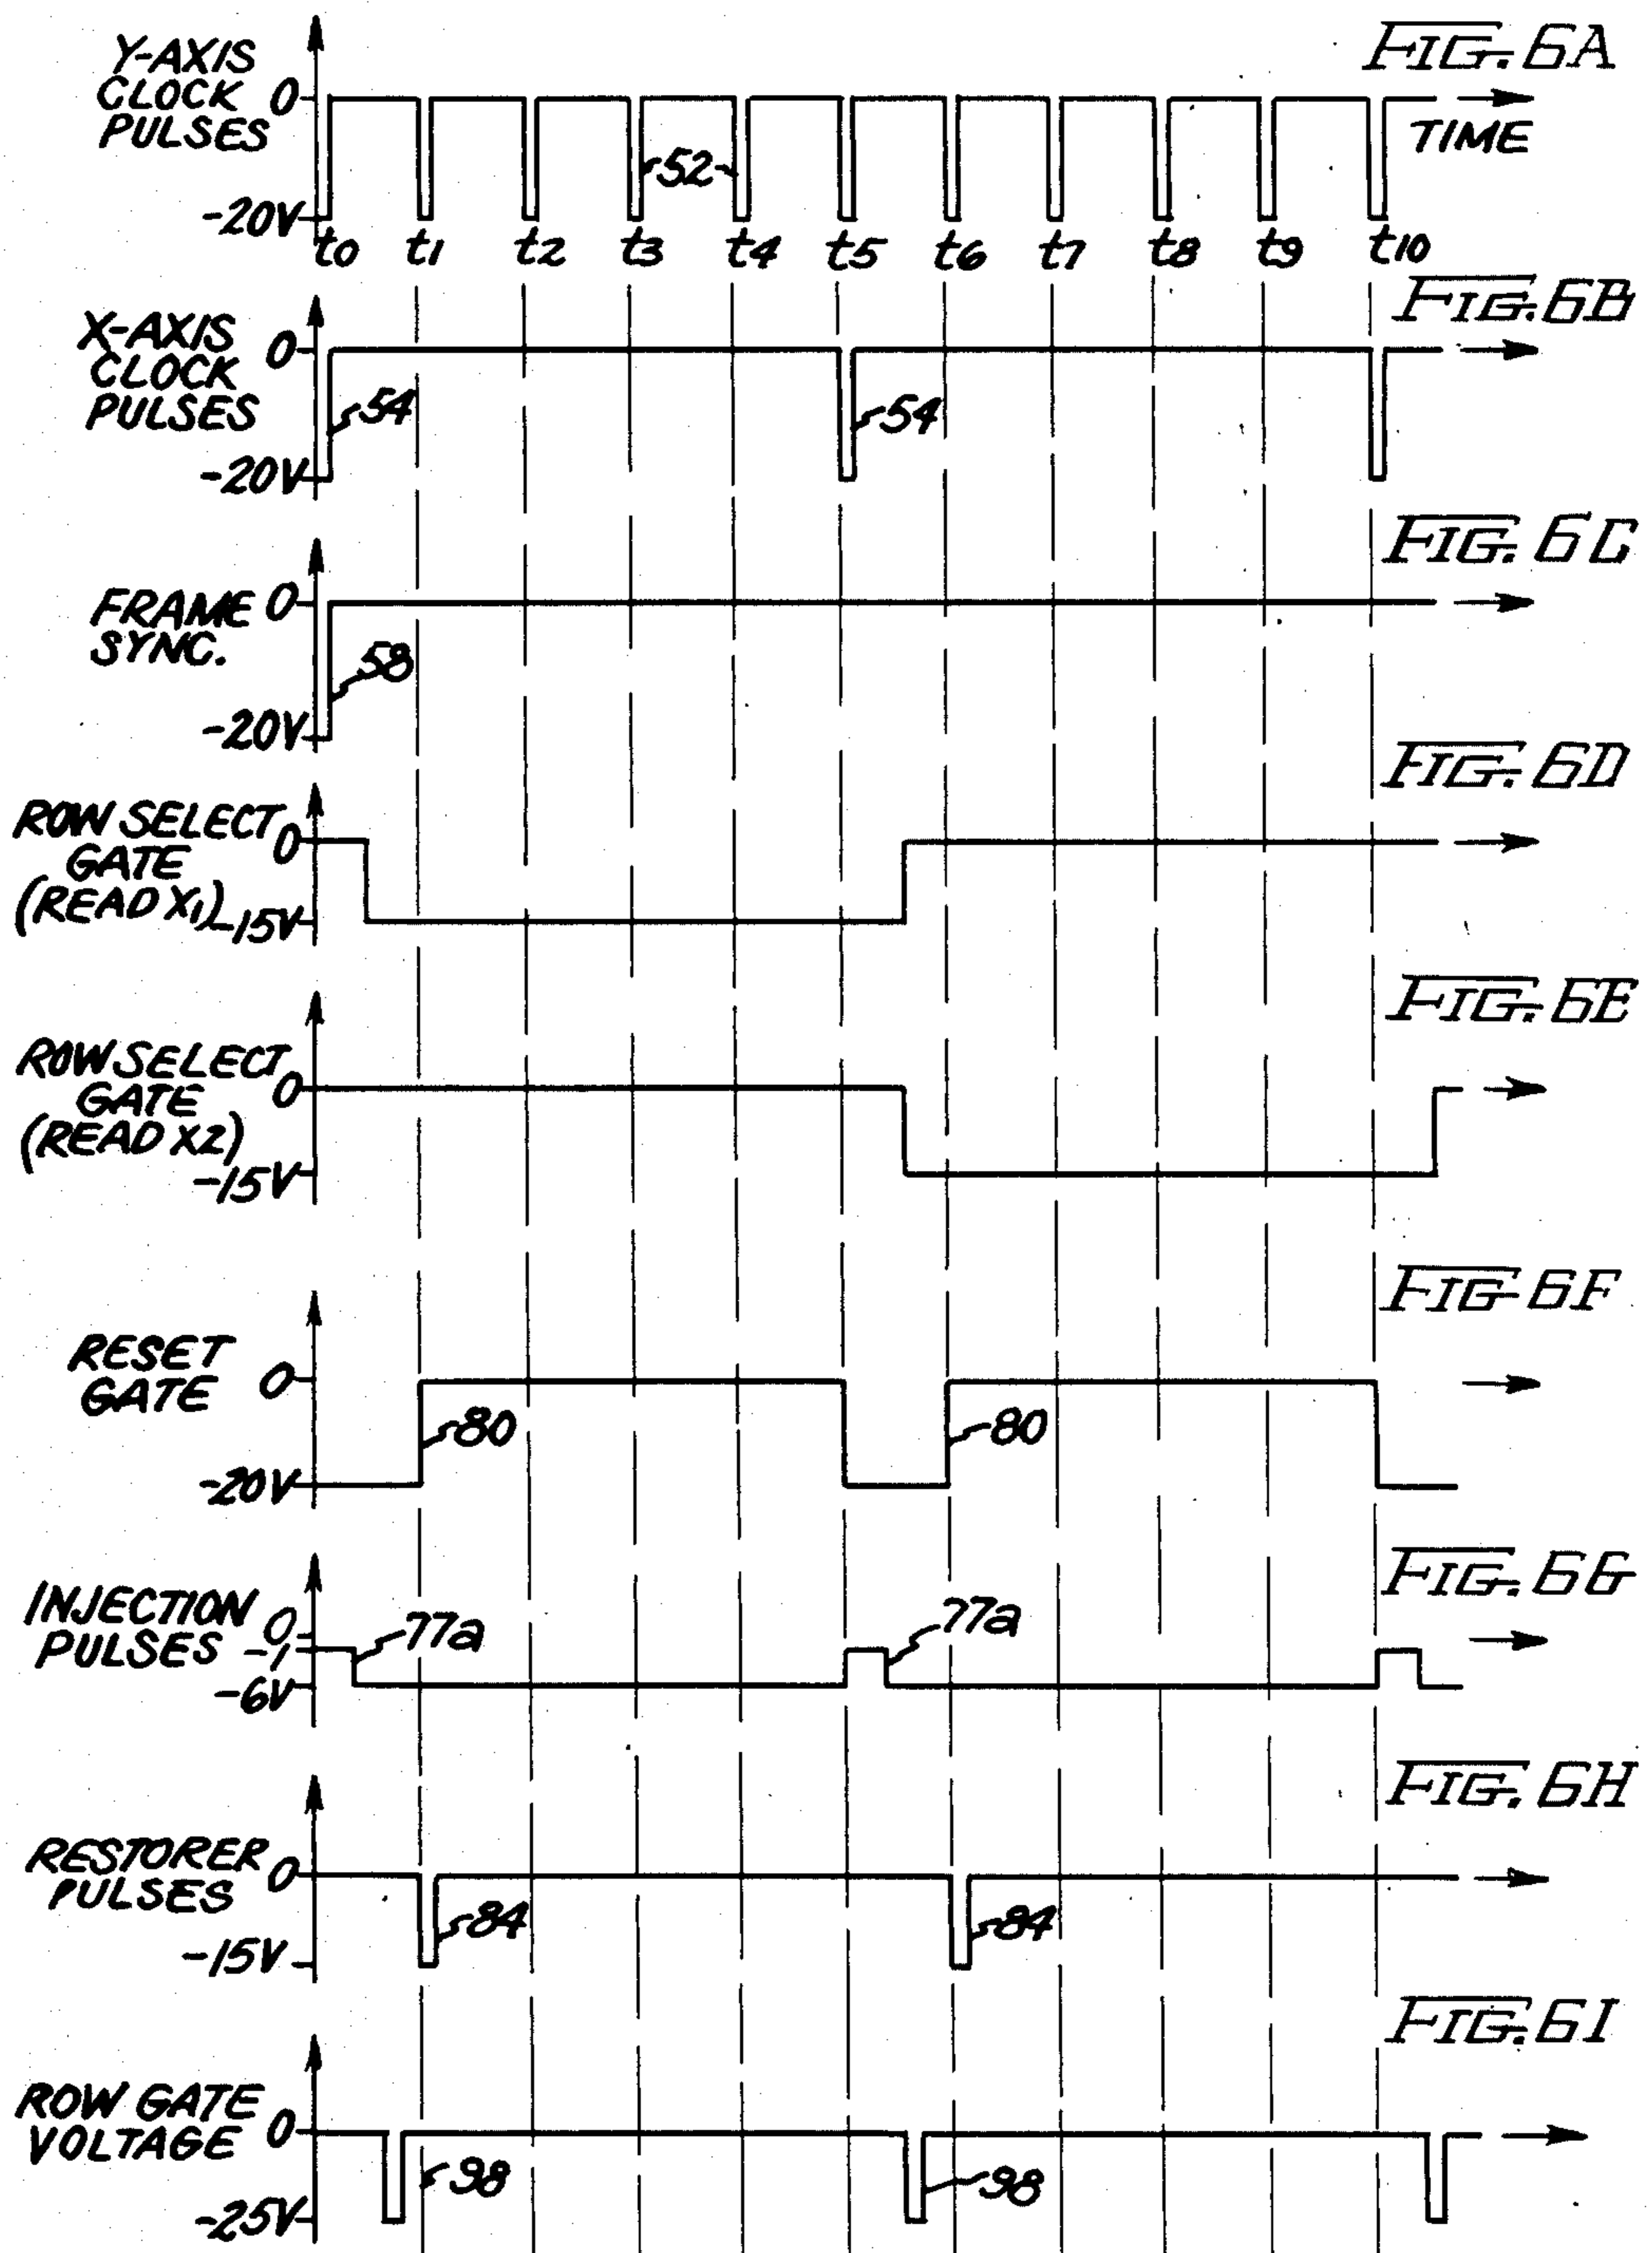 FIG. 6A
Y-AXIS
CLOCK
PULSES
0
-20V
52
TIME
t0 t1 t2 t3 t4 t5 t6 t7 t8 t9 t10
FIG. 6B
X-AXIS
CLOCK
PULSES
0
-20V
54
54
FIG. 6C
FRAME
SYNC.
0
-20V
58
FIG. 6D
ROW SELECT
GATE
(READ X1)
0
-15V
FIG. 6E
ROW SELECT
GATE
(READ X2)
0
-15V
FIG. 6F
RESET
GATE
0
-20V
80
80
FIG. 6G
INJECTION
PULSES
0
-1
-6V
77a
77a
FIG. 6H
RESTORER
PULSES
0
-15V
84
84
FIG. 6I
ROW GATE
VOLTAGE
0
-25V
98
98